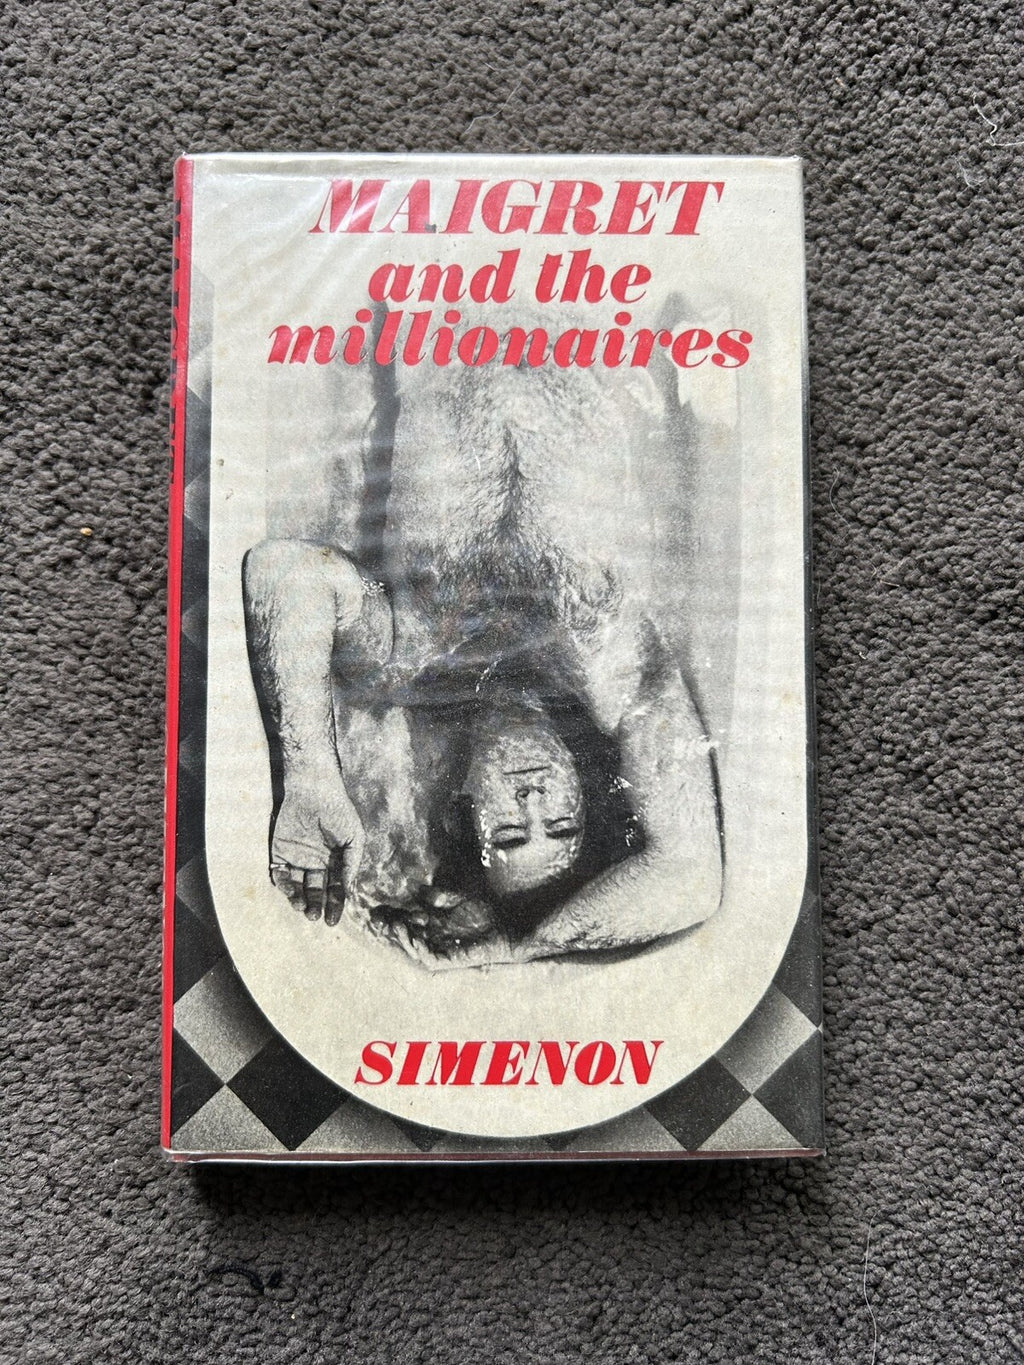 MAIGRET
and the
millionaires
SIMENON